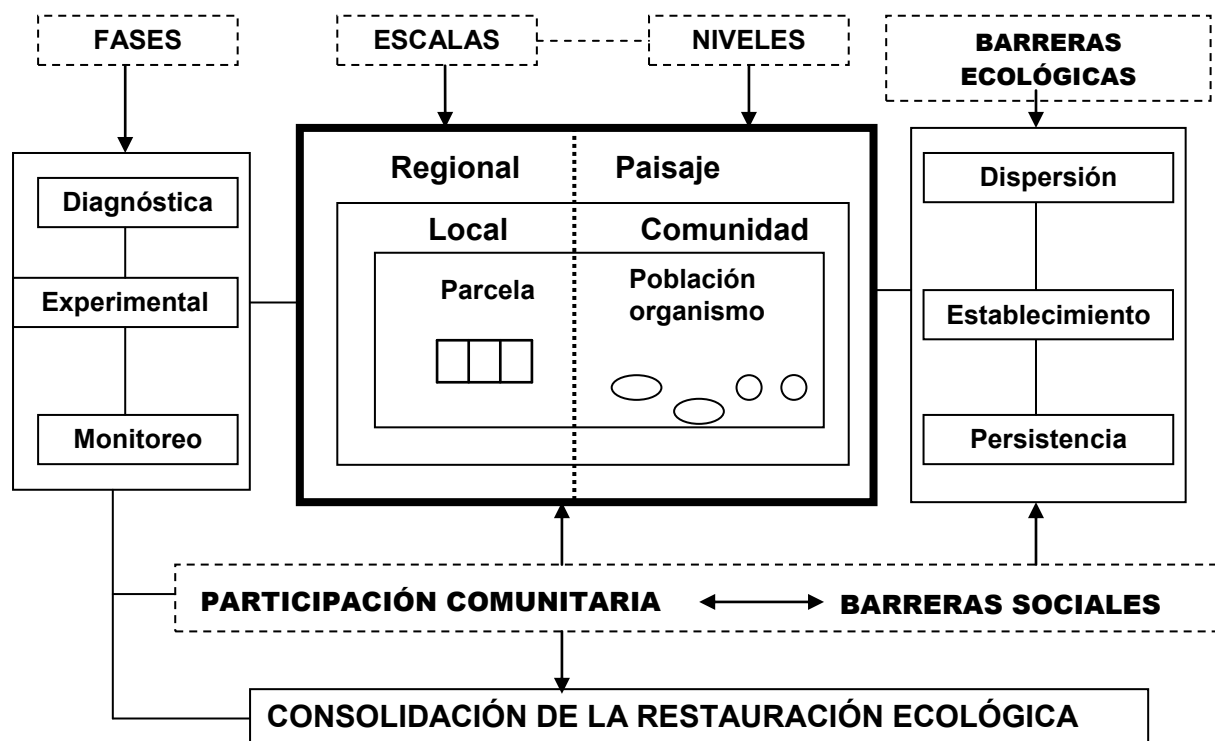 FASES
ESCALAS
NIVELES
BARRERAS
ECOLÓGICAS
Diagnóstica
Experimental
Monitoreo
Regional
Paisaje
Local
Comunidad
Parcela
Población
organismo
Dispersión
Establecimiento
Persistencia
PARTICIPACIÓN COMUNITARIA
BARRERAS SOCIALES
CONSOLIDACIÓN DE LA RESTAURACIÓN ECOLÓGICA